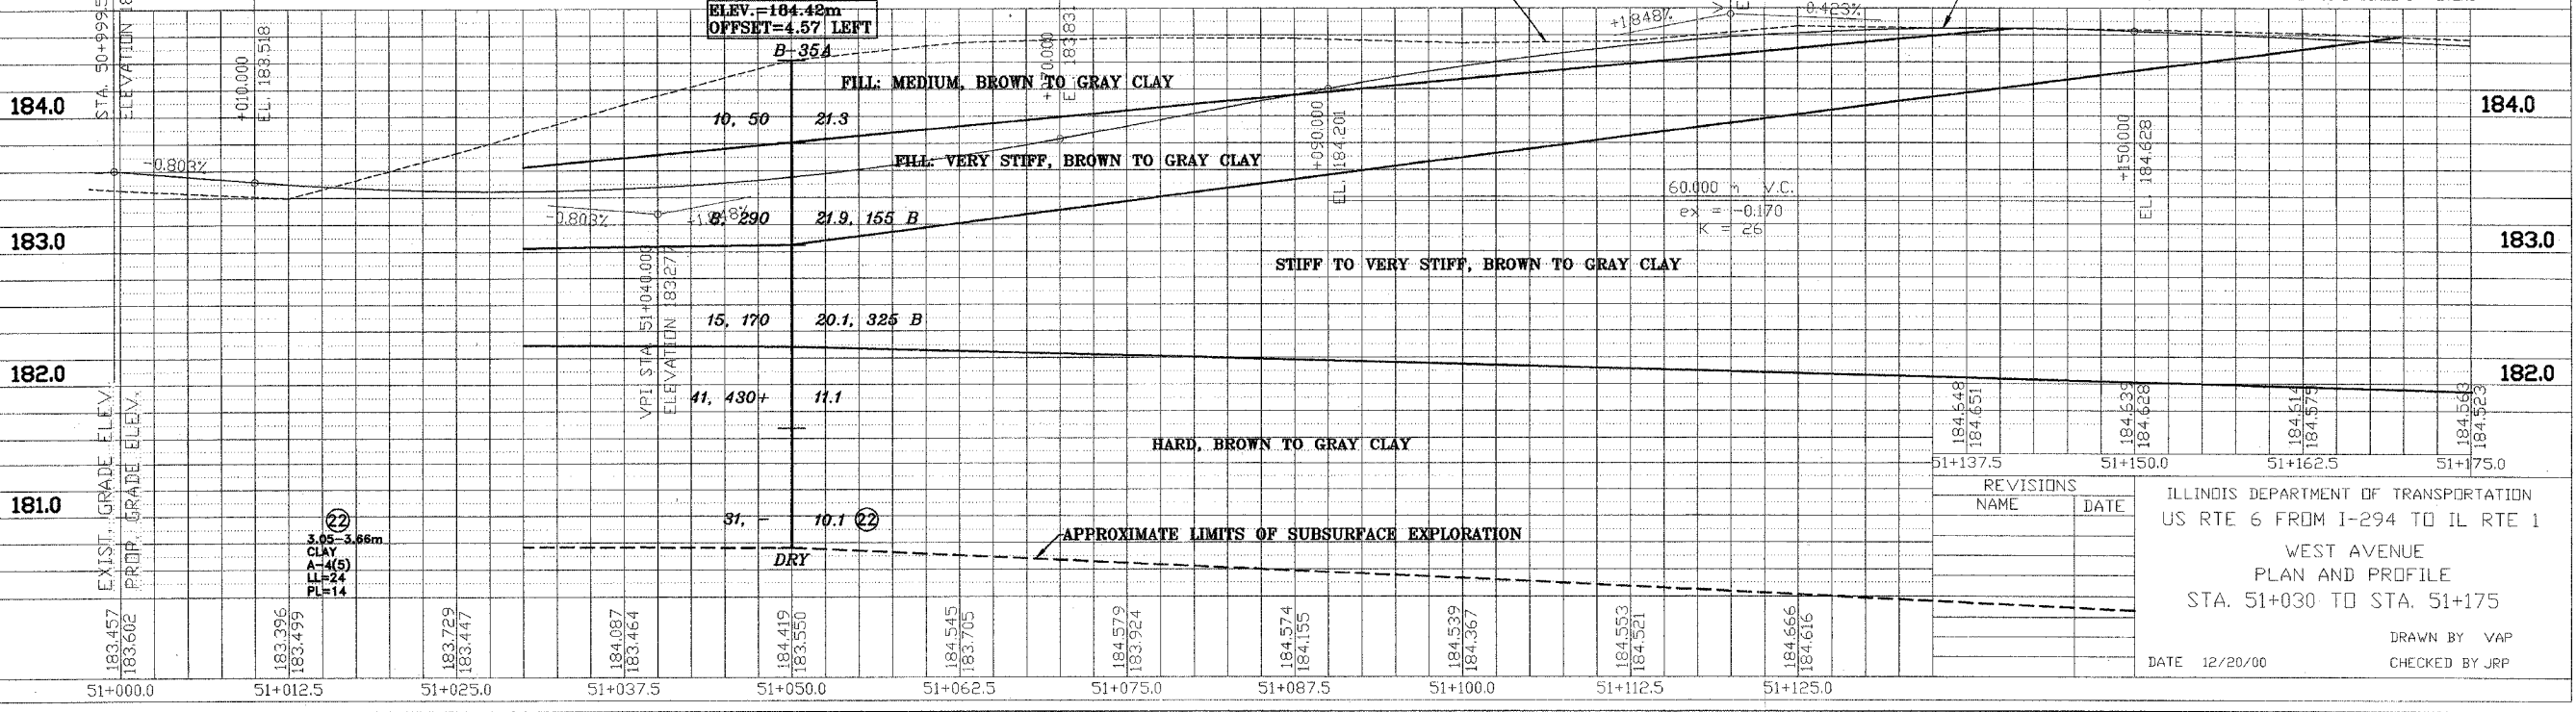 ELEV.=184.42m
OFFSET=4.57 LEFT
B-35A
+1.848%
0.423%
STA. 50+999.5
ELEVATION 18
+010.000
EL. 183.518
+070.000
183.831
184.0
184.0
FILL: MEDIUM, BROWN TO GRAY CLAY
10, 50 21.3
-0.803%
FILL: VERY STIFF, BROWN TO GRAY CLAY
+090.000
EL. 184.201
+150.000
EL. 184.628
60.000 m V.C.
ex = -0.170
K = 26
-0.803%
8, 290 21.9, 155 B
183.0
183.0
VPI STA. 51+040.000
ELEVATION 183.277
STIFF TO VERY STIFF, BROWN TO GRAY CLAY
15, 170 20.1, 325 B
182.0
182.0
41, 430+ 11.1
HARD, BROWN TO GRAY CLAY
184.648
184.651
184.639
184.628
184.614
184.575
184.563
184.523
51+137.5 51+150.0 51+162.5 51+175.0
181.0
EXIST. GRADE ELEV.
PROP. GRADE ELEV.
22
3.05-3.66m
CLAY
A-4(5)
LL=24
PL=14
31, - 10.1 22
DRY
APPROXIMATE LIMITS OF SUBSURFACE EXPLORATION
183.457
183.602
183.396
183.499
183.729
183.447
184.087
183.464
184.419
183.550
184.545
183.705
184.579
183.924
184.574
184.155
184.539
184.367
184.553
184.521
184.666
184.616
51+000.0 51+012.5 51+025.0 51+037.5 51+050.0 51+062.5 51+075.0 51+087.5 51+100.0 51+112.5 51+125.0
REVISIONS
NAME DATE
ILLINOIS DEPARTMENT OF TRANSPORTATION
US RTE 6 FROM I-294 TO IL RTE 1
WEST AVENUE
PLAN AND PROFILE
STA. 51+030 TO STA. 51+175
DRAWN BY VAP
DATE 12/20/00 CHECKED BY JRP